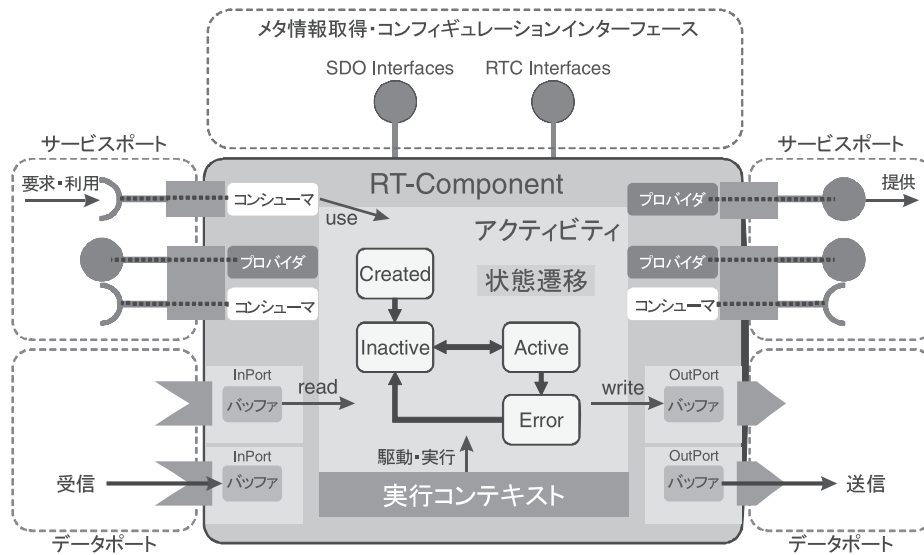 メタ情報取得・コンフィギュレーションインターフェース
SDO Interfaces
RTC Interfaces
サービスポート
サービスポート
要求・利用
コンシューマ
use
RT-Component
プロバイダ
提供
アクティビティ
プロバイダ
コンシューマ
Created
状態遷移
プロバイダ
コンシューマ
Inactive
Active
Error
InPort
バッファ
read
write
OutPort
バッファ
駆動・実行
受信
InPort
バッファ
実行コンテキスト
OutPort
バッファ
送信
データポート
データポート